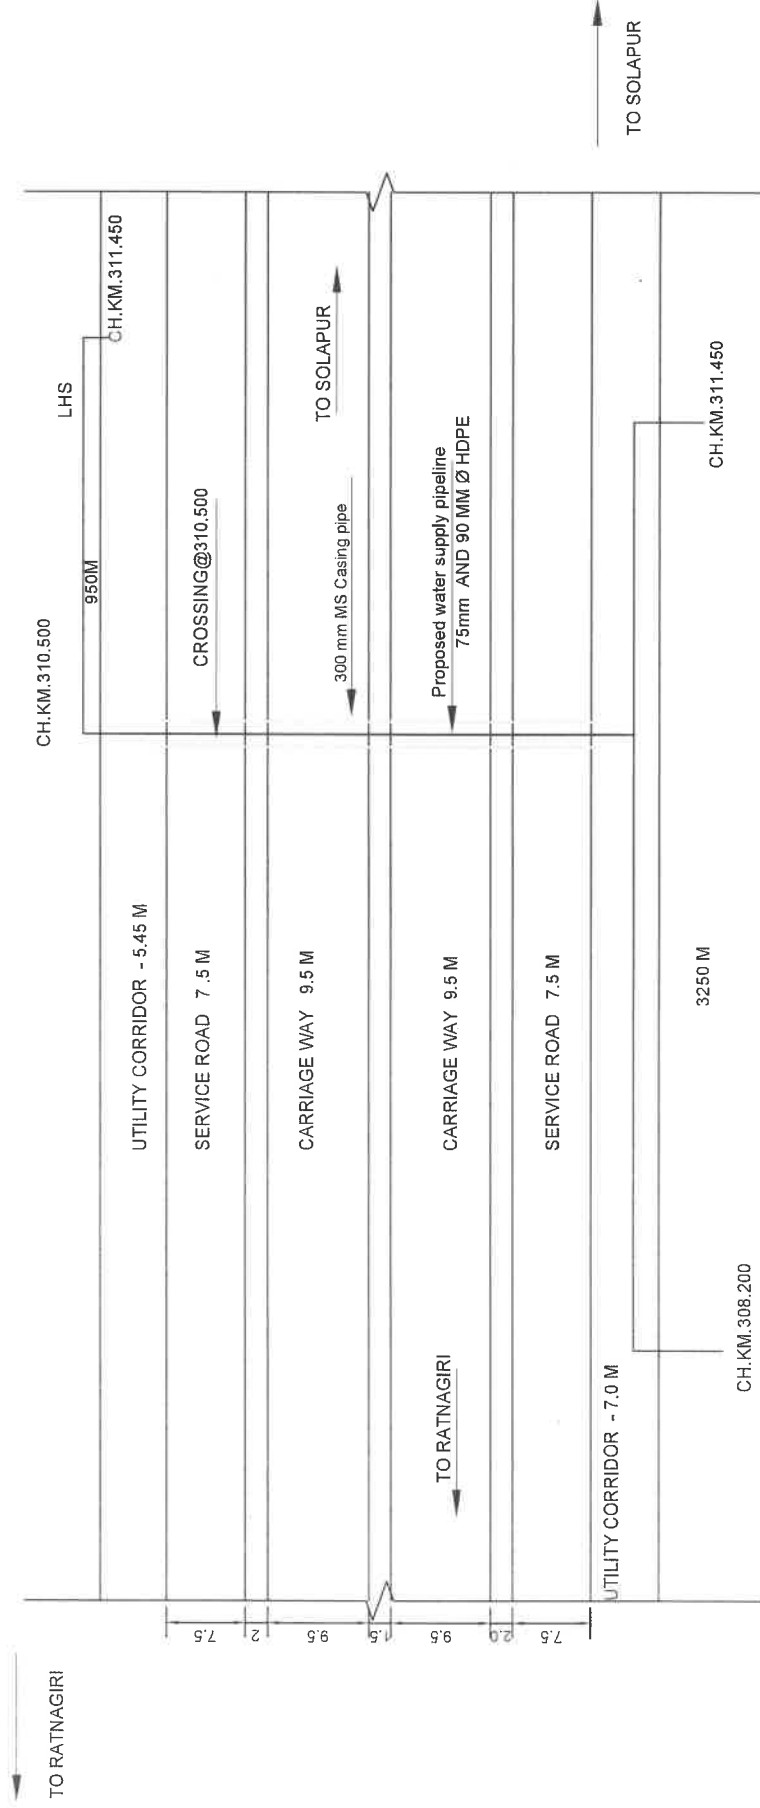 TO RATNAGIRI
TO SOLAPUR
CH.KM.310.500
LHS
950M
CH.KM.311.450
UTILITY CORRIDOR - 5.45 M
SERVICE ROAD 7.5 M
CROSSING@310.500
CARRIAGE WAY 9.5 M
300 mm MS Casing pipe
TO SOLAPUR
TO RATNAGIRI
CARRIAGE WAY 9.5 M
Proposed water supply pipeline
75mm AND 90 MM Ø HDPE
SERVICE ROAD 7.5 M
UTILITY CORRIDOR - 7.0 M
7.5
2
9.5
1.5
9.5
2.0
7.5
CH.KM.308.200
3250 M
CH.KM.311.450